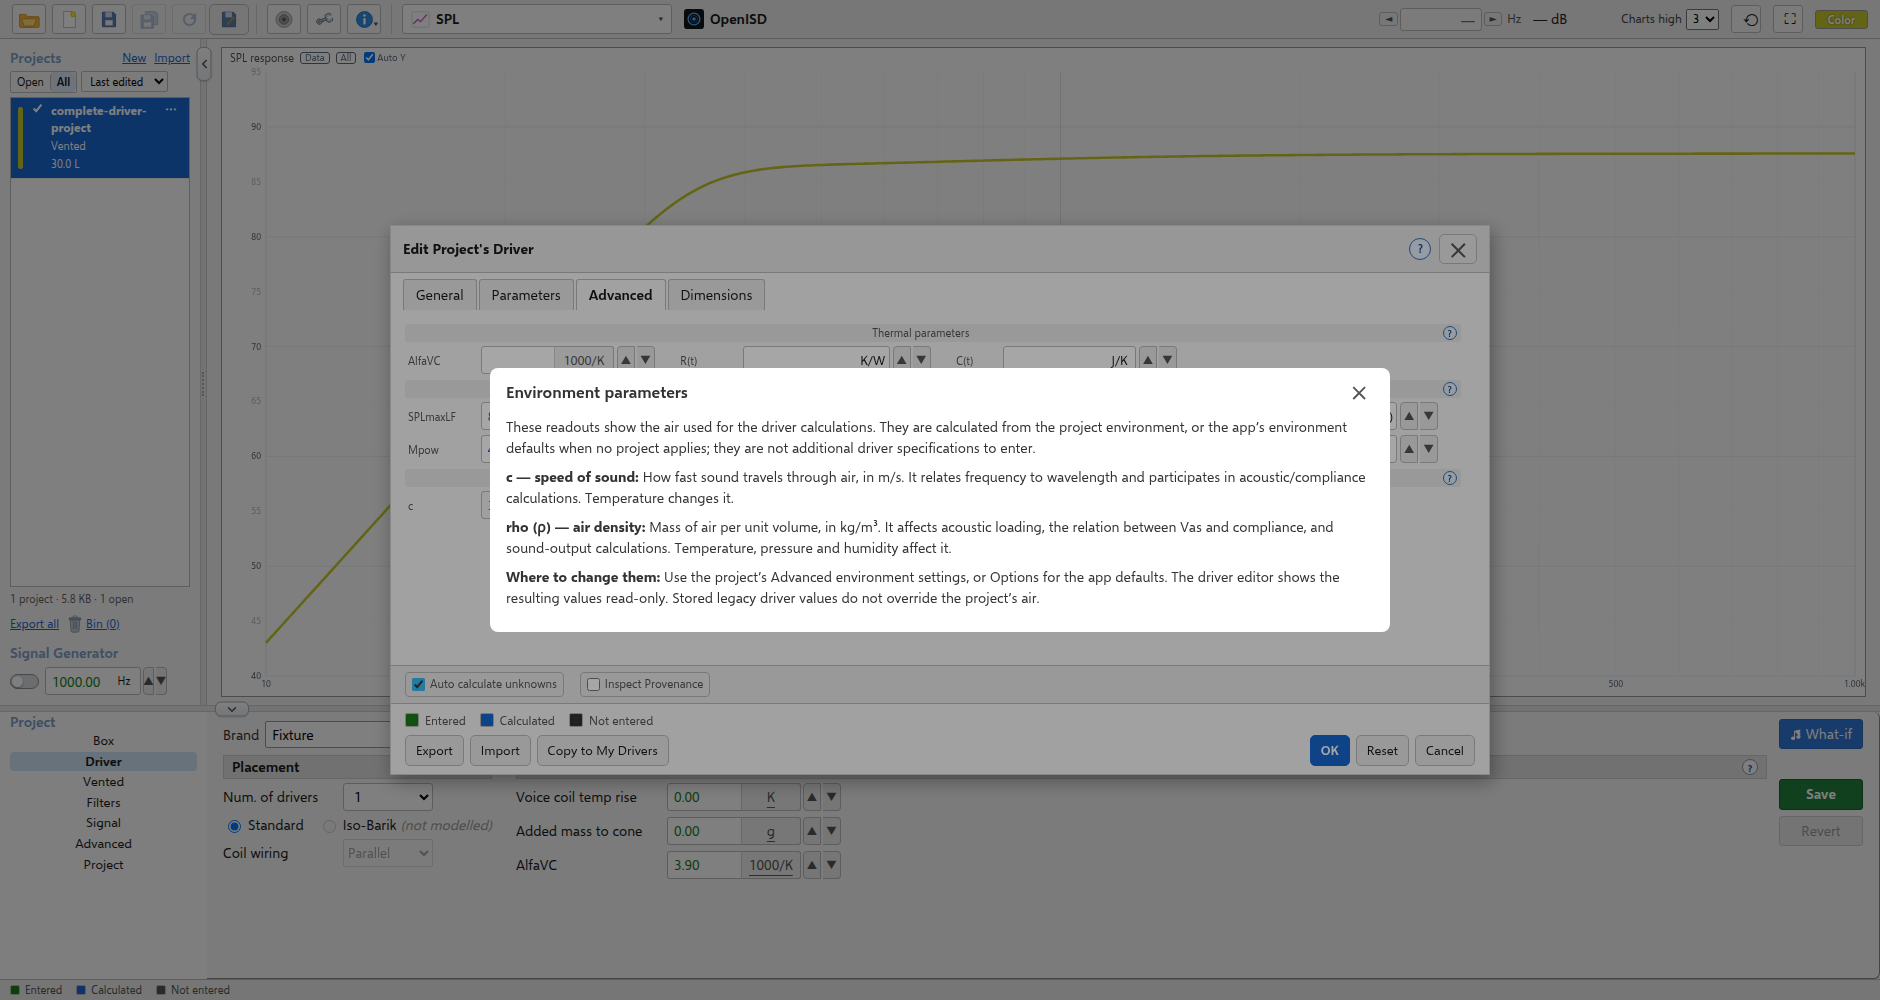 SPL
OpenISD
—
Hz
— dB
Charts high
3
Color
Projects
New
Import
Open
All
Last edited
complete-driver-project
Vented
30.0 L
1 project · 5.8 KB · 1 open
Export all
Bin (0)
Signal Generator
1000.00
Hz
SPL response
Data
All
Auto Y
95
90
85
80
75
70
65
60
55
50
45
40
10
500
1.00k
Edit Project's Driver
?
General
Parameters
Advanced
Dimensions
Thermal parameters
?
AlfaVC
1000/K
R(t)
K/W
C(t)
J/K
?
SPLmaxLF
Mpow
?
c
Environment parameters
These readouts show the air used for the driver calculations. They are calculated from the project environment, or the app’s environment
defaults when no project applies; they are not additional driver specifications to enter.
c — speed of sound: How fast sound travels through air, in m/s. It relates frequency to wavelength and participates in acoustic/compliance
calculations. Temperature changes it.
rho (ρ) — air density: Mass of air per unit volume, in kg/m³. It affects acoustic loading, the relation between Vas and compliance, and
sound-output calculations. Temperature, pressure and humidity affect it.
Where to change them: Use the project’s Advanced environment settings, or Options for the app defaults. The driver editor shows the
resulting values read-only. Stored legacy driver values do not override the project’s air.
Auto calculate unknowns
Inspect Provenance
Entered
Calculated
Not entered
Export
Import
Copy to My Drivers
OK
Reset
Cancel
Project
Box
Driver
Vented
Filters
Signal
Advanced
Project
Brand
Fixture
Placement
Num. of drivers
1
Standard
Iso-Barik (not modelled)
Coil wiring
Parallel
Voice coil temp rise
0.00
K
Added mass to cone
0.00
g
AlfaVC
3.90
1000/K
?
What-if
Save
Revert
Entered
Calculated
Not entered